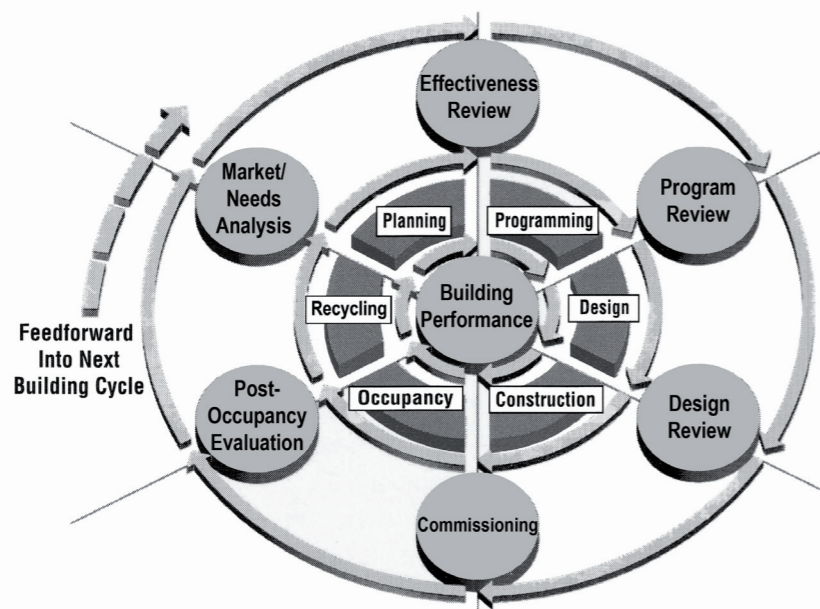 Effectiveness
Review
Market/
Needs
Analysis
Program
Review
Planning
Programming
Recycling
Building
Performance
Design
Feedforward
Into Next
Building Cycle
Post-
Occupancy
Evaluation
Occupancy
Construction
Design
Review
Commissioning